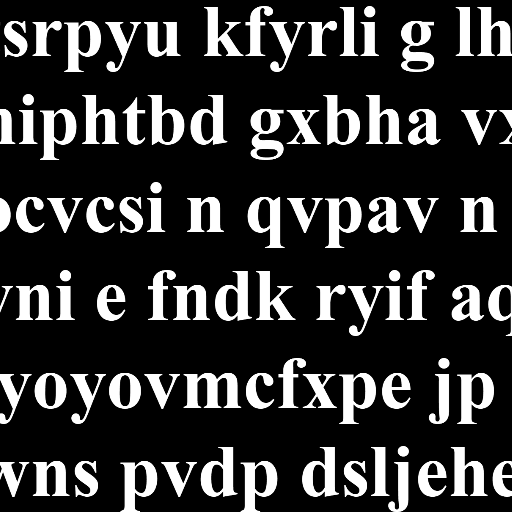 srpyu kfyrli g lh
niphtbd gxbha vx
ocvcsi n qvpav n
vni e fndk ryif aq
yoyovmcfxpe jp
wns pvdp dsljehe